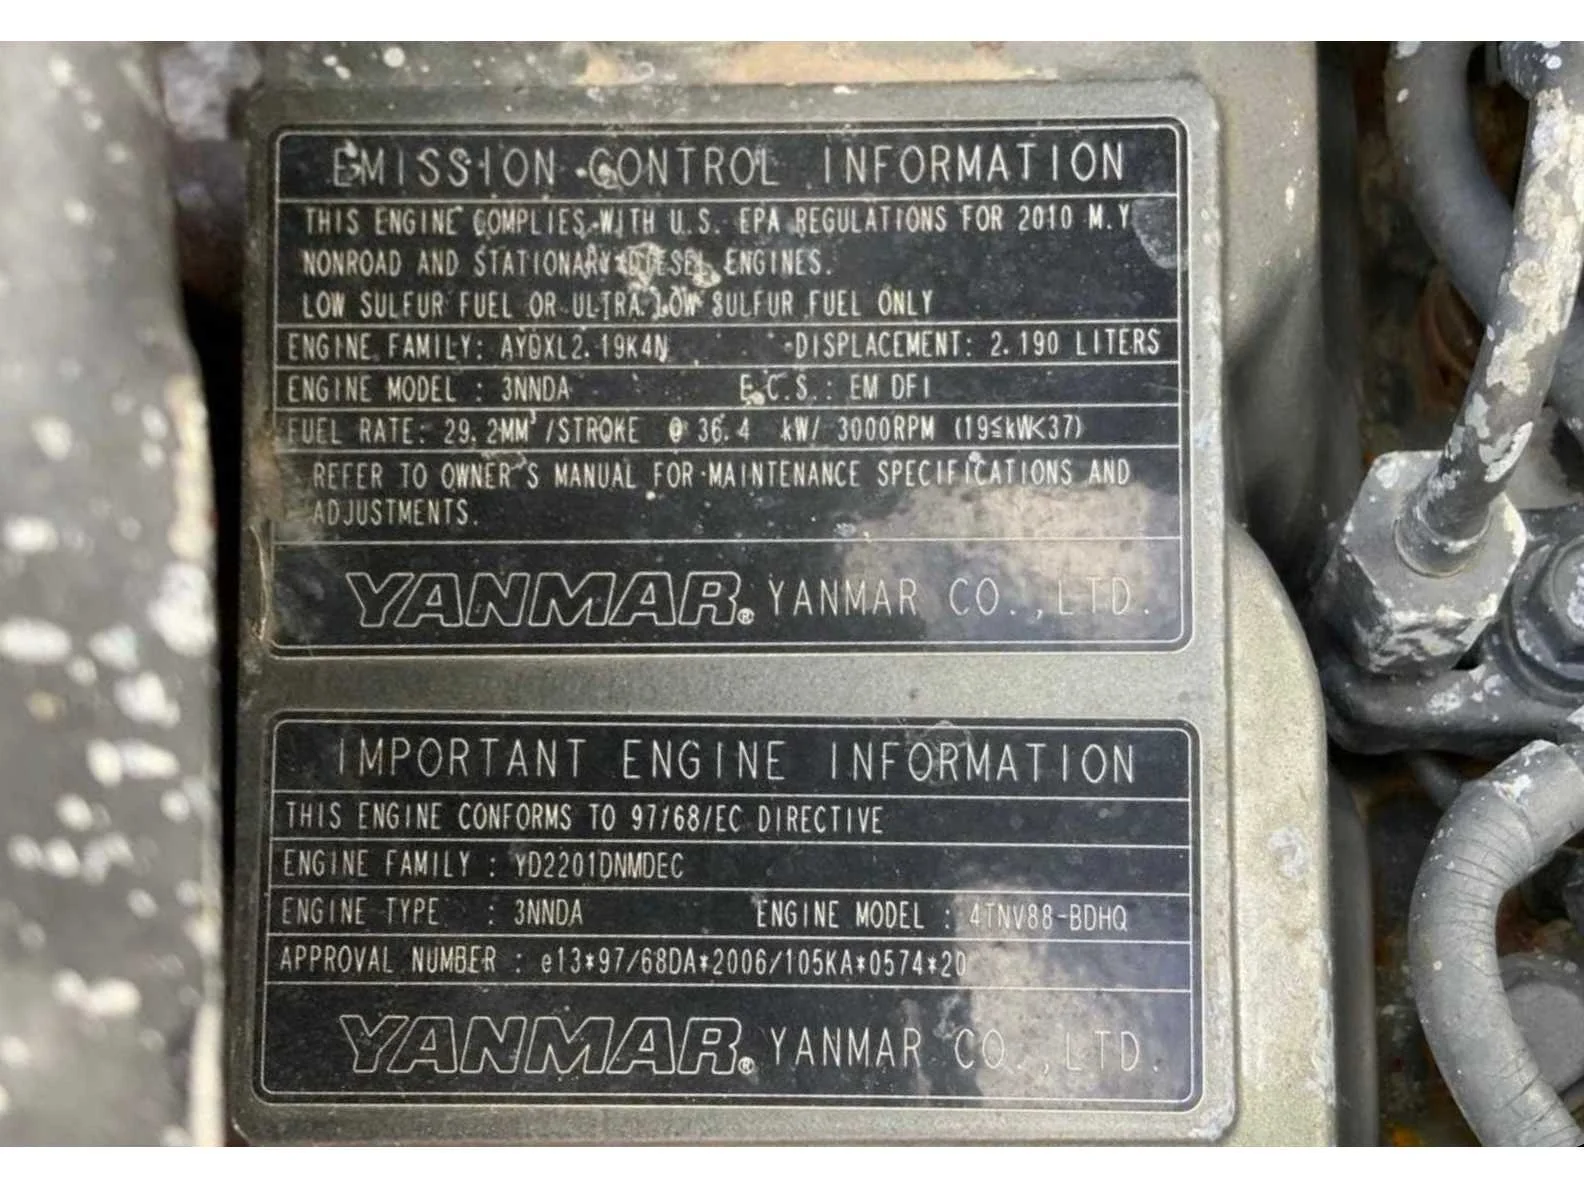 EMISSION CONTROL INFORMATION
THIS ENGINE COMPLIES WITH U.S. EPA REGULATIONS FOR 2010 M.Y
NONROAD AND STATIONARY DIESEL ENGINES.
LOW SULFUR FUEL OR ULTRA LOW SULFUR FUEL ONLY
ENGINE FAMILY: AYDXL2.19K4N DISPLACEMENT: 2.190 LITERS
ENGINE MODEL : 3NNDA E.C.S.: EM DFI
FUEL RATE: 29.2MM³/STROKE @ 36.4 kW/ 3000RPM (19≦kW<37)
REFER TO OWNER'S MANUAL FOR MAINTENANCE SPECIFICATIONS AND
ADJUSTMENTS.
YANMAR® YANMAR CO.,LTD.
IMPORTANT ENGINE INFORMATION
THIS ENGINE CONFORMS TO 97/68/EC DIRECTIVE
ENGINE FAMILY : YD2201DNMDEC
ENGINE TYPE : 3NNDA ENGINE MODEL : 4TNV88-BDHQ
APPROVAL NUMBER : e13*97/68DA*2006/105KA*0574*20
YANMAR® YANMAR CO.,LTD.